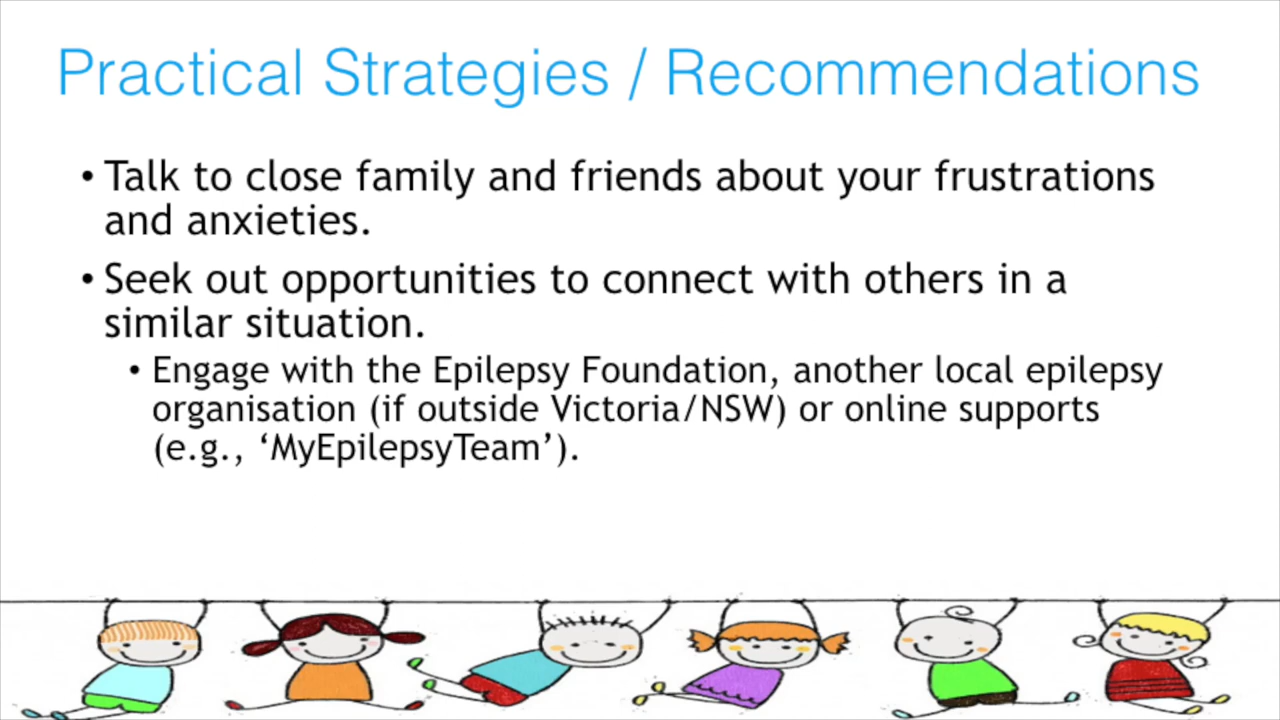 Practical Strategies / Recommendations
• Talk to close family and friends about your frustrations
and anxieties.
• Seek out opportunities to connect with others in a
similar situation.
• Engage with the Epilepsy Foundation, another local epilepsy
organisation (if outside Victoria/NSW) or online supports
(e.g., ‘MyEpilepsyTeam’).